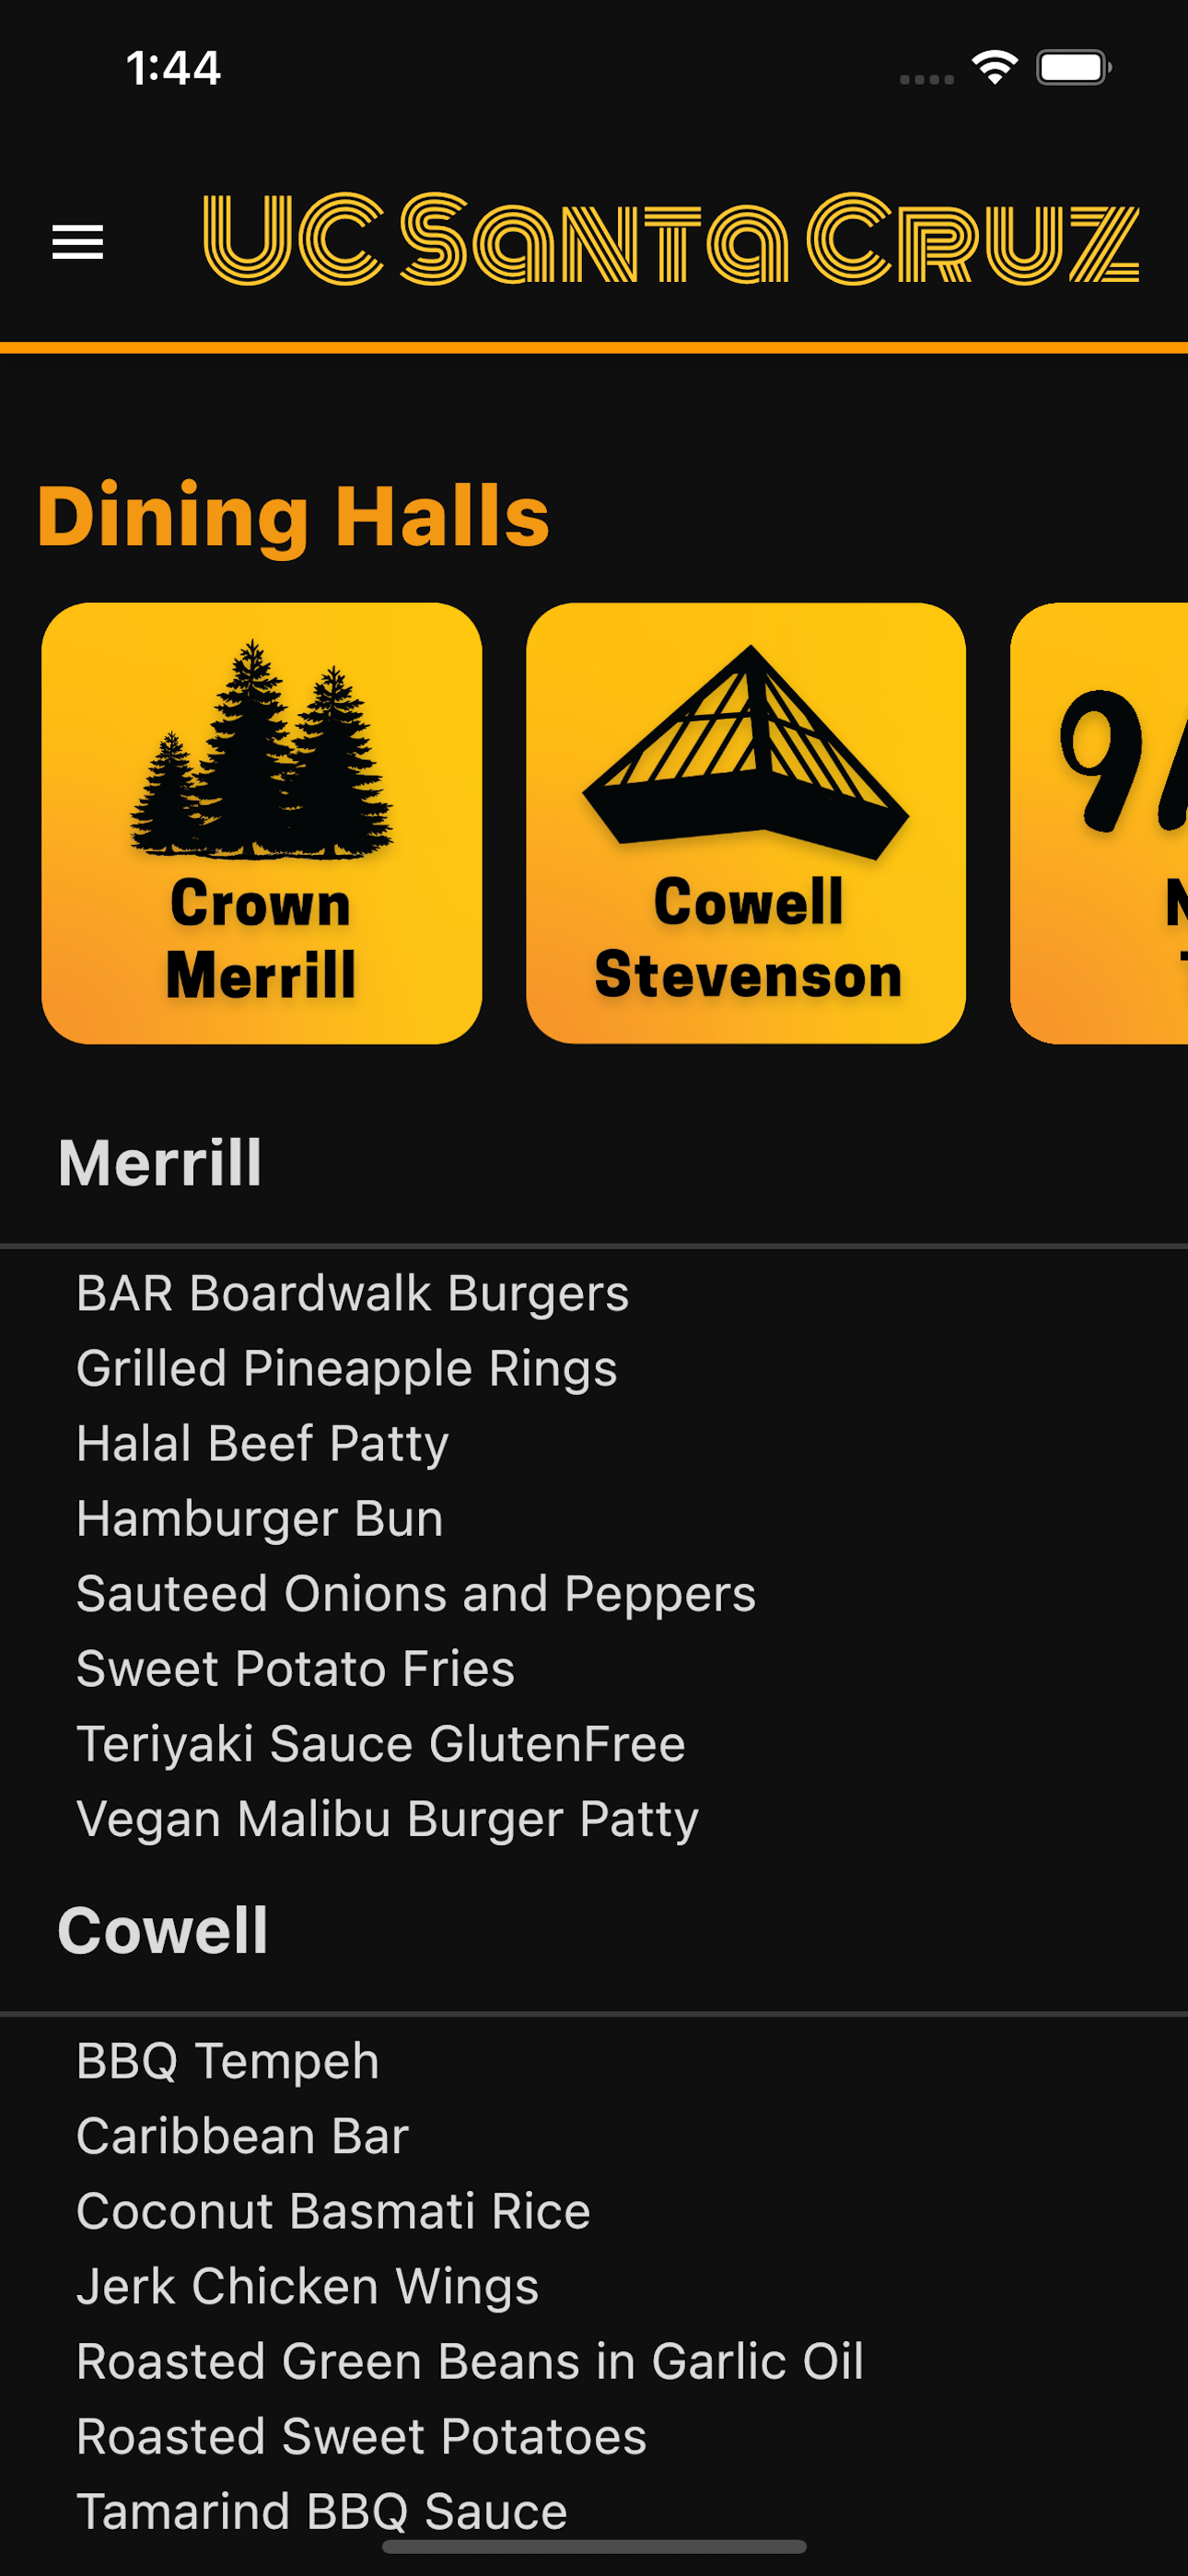 1:44
UC Santa Cruz
Dining Halls
Crown
Merrill
Cowell
Stevenson
9/
Merrill
BAR Boardwalk Burgers
Grilled Pineapple Rings
Halal Beef Patty
Hamburger Bun
Sauteed Onions and Peppers
Sweet Potato Fries
Teriyaki Sauce GlutenFree
Vegan Malibu Burger Patty
Cowell
BBQ Tempeh
Caribbean Bar
Coconut Basmati Rice
Jerk Chicken Wings
Roasted Green Beans in Garlic Oil
Roasted Sweet Potatoes
Tamarind BBQ Sauce